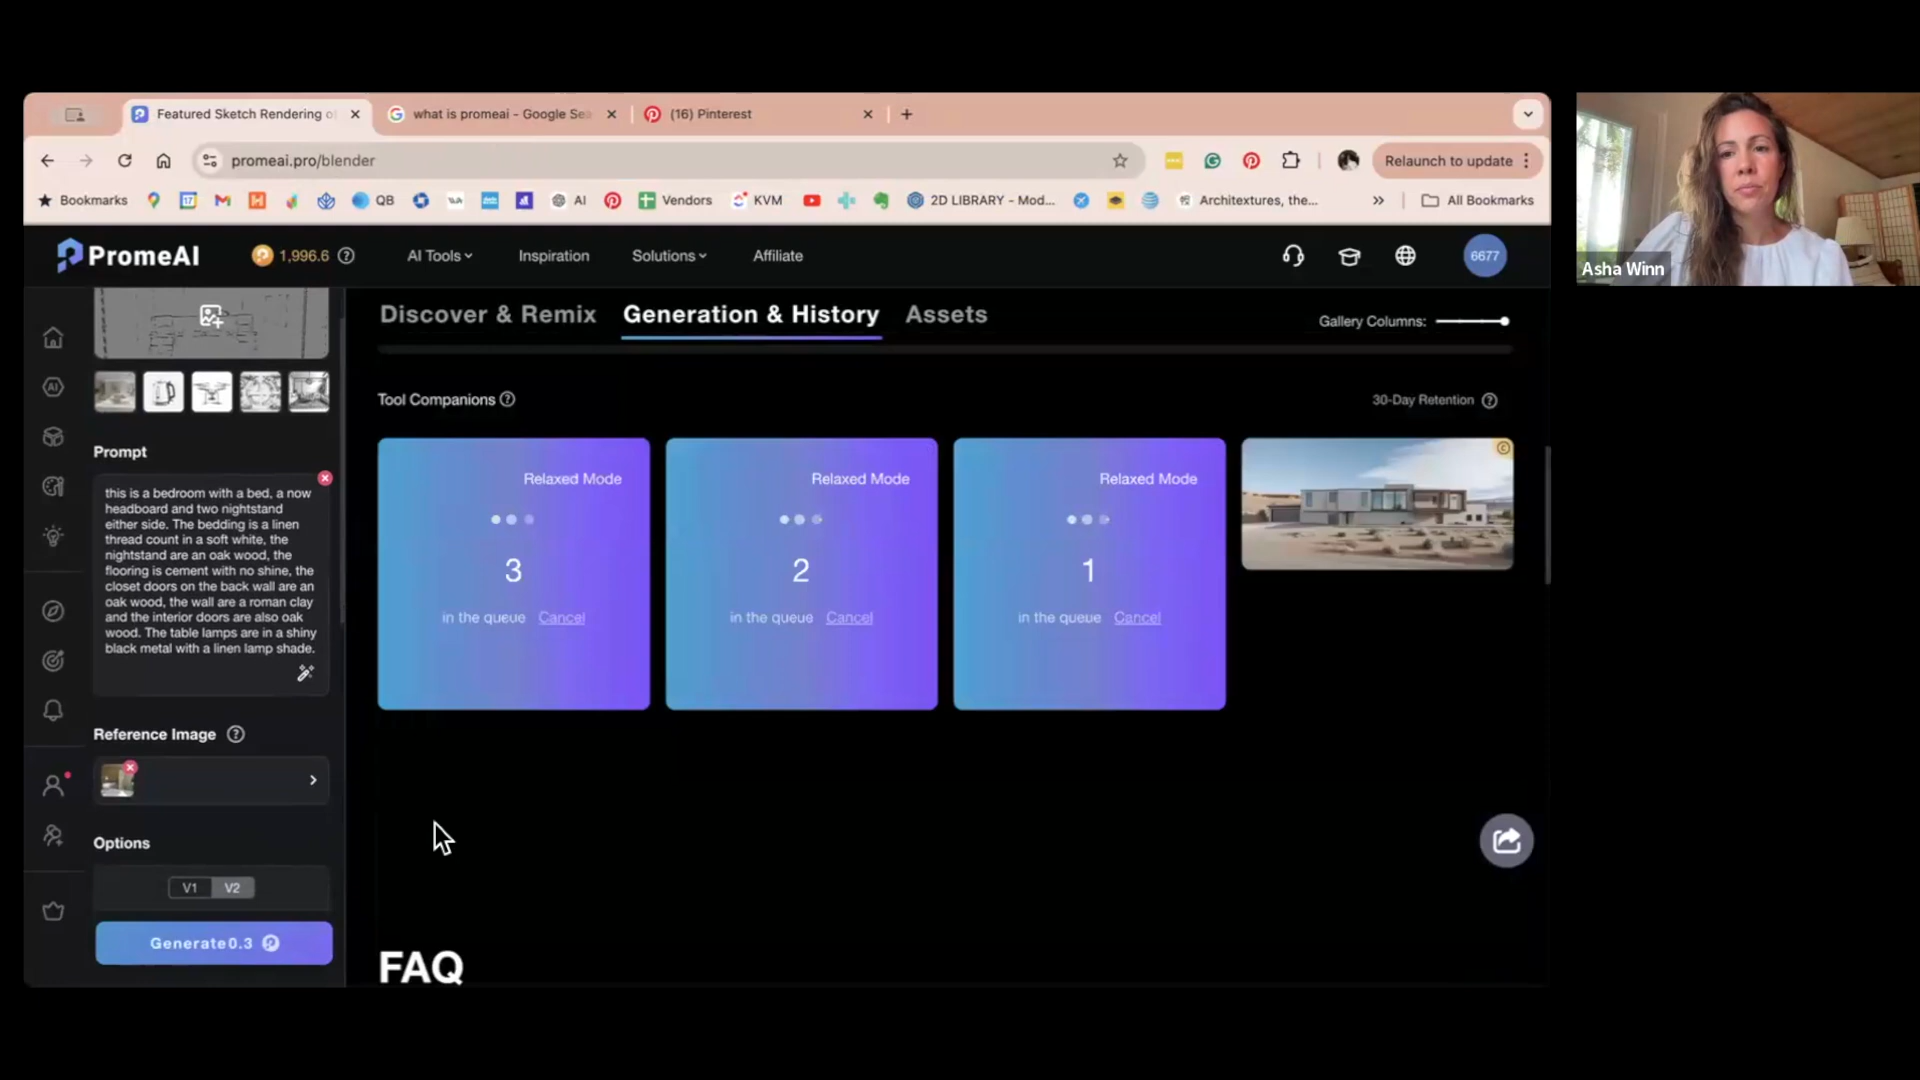 Featured Sketch Rendering o
what is promeai - Google Sea
(16) Pinterest
promeai.pro/blender
Relaunch to update
Bookmarks
17
QB
AI
Vendors
KVM
2D LIBRARY - Mod...
Architextures, the...
All Bookmarks
PromeAI
1,996.6
AI Tools
Inspiration
Solutions
Affiliate
6677
Asha Winn
Discover & Remix
Generation & History
Assets
Gallery Columns:
Tool Companions
30-Day Retention
Relaxed Mode
3
in the queue Cancel
Relaxed Mode
2
in the queue Cancel
Relaxed Mode
1
in the queue Cancel
Prompt
this is a bedroom with a bed, a now
headboard and two nightstand
either side. The bedding is a linen
thread count in a soft white, the
nightstand are an oak wood, the
flooring is cement with no shine, the
closet doors on the back wall are an
oak wood, the wall are a roman clay
and the interior doors are also oak
wood. The table lamps are in a shiny
black metal with a linen lamp shade.
Reference Image
Options
V1 V2
Generate0.3
FAQ